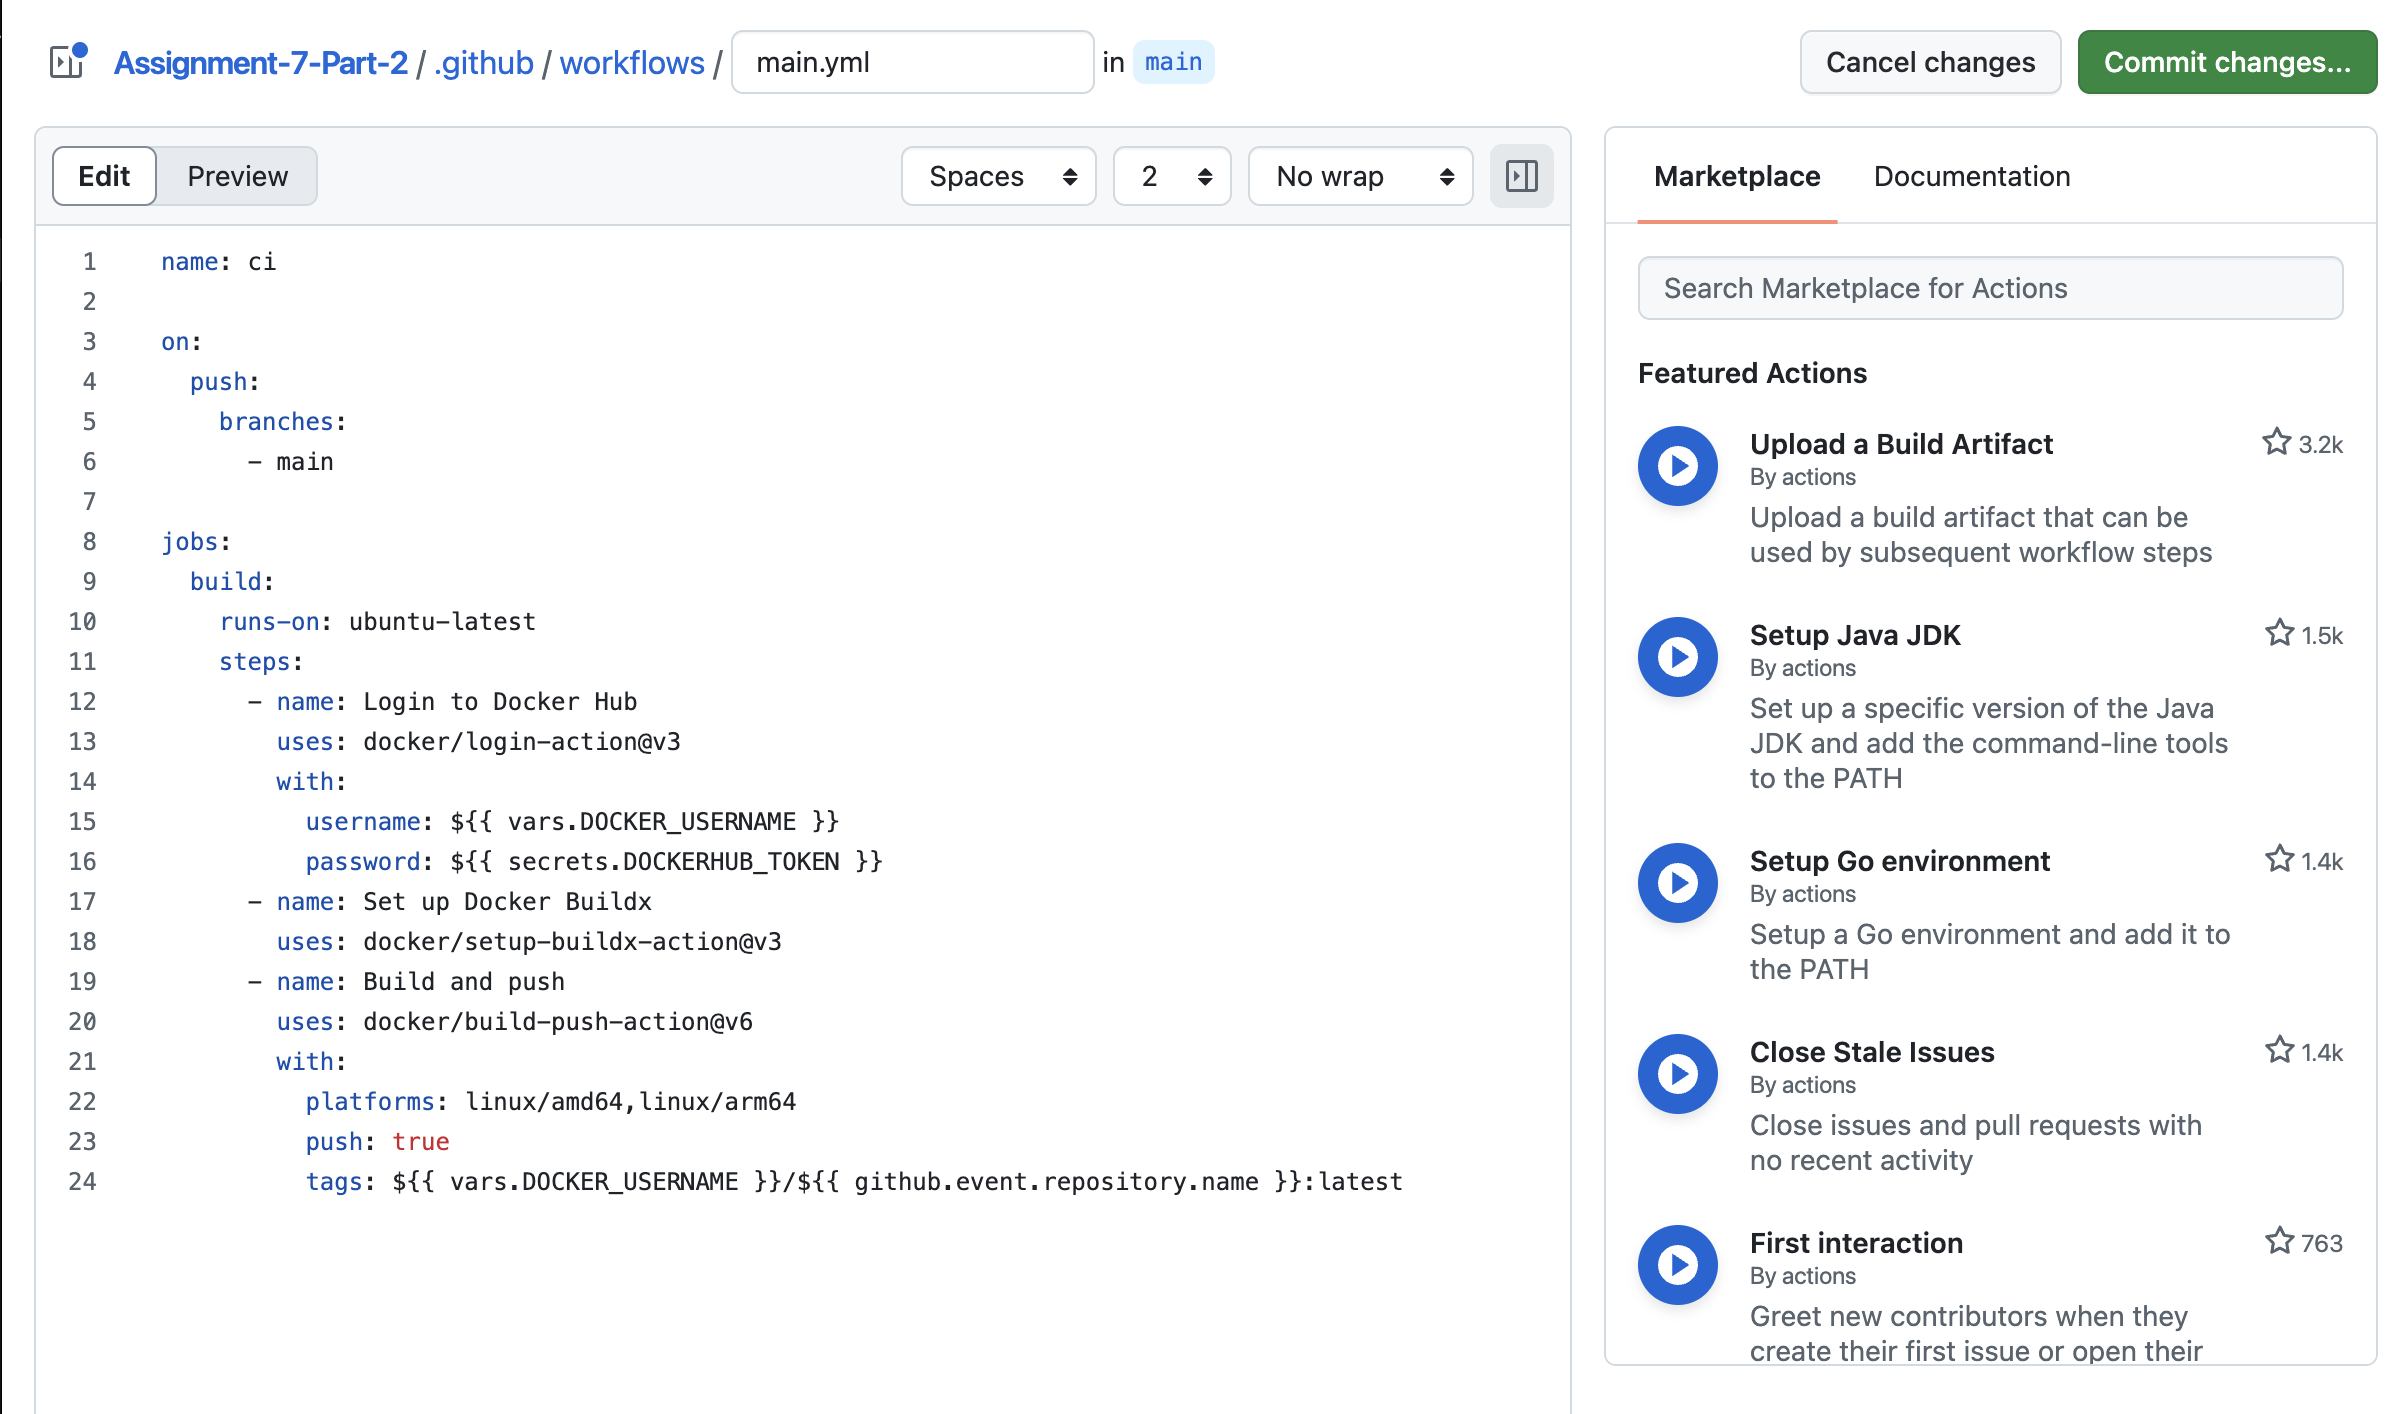 Assignment-7-Part-2 / .github / workflows / main.yml in main
Cancel changes
Commit changes...
Edit
Preview
Spaces
2
No wrap
1 name: ci
2
3 on:
4   push:
5     branches:
6       - main
7
8 jobs:
9   build:
10     runs-on: ubuntu-latest
11     steps:
12       - name: Login to Docker Hub
13         uses: docker/login-action@v3
14         with:
15           username: ${{ vars.DOCKER_USERNAME }}
16           password: ${{ secrets.DOCKERHUB_TOKEN }}
17       - name: Set up Docker Buildx
18         uses: docker/setup-buildx-action@v3
19       - name: Build and push
20         uses: docker/build-push-action@v6
21         with:
22           platforms: linux/amd64,linux/arm64
23           push: true
24           tags: ${{ vars.DOCKER_USERNAME }}/${{ github.event.repository.name }}:latest
Marketplace
Documentation
Search Marketplace for Actions
Featured Actions
Upload a Build Artifact 3.2k
By actions
Upload a build artifact that can be
used by subsequent workflow steps
Setup Java JDK 1.5k
By actions
Set up a specific version of the Java
JDK and add the command-line tools
to the PATH
Setup Go environment 1.4k
By actions
Setup a Go environment and add it to
the PATH
Close Stale Issues 1.4k
By actions
Close issues and pull requests with
no recent activity
First interaction 763
By actions
Greet new contributors when they
create their first issue or open their